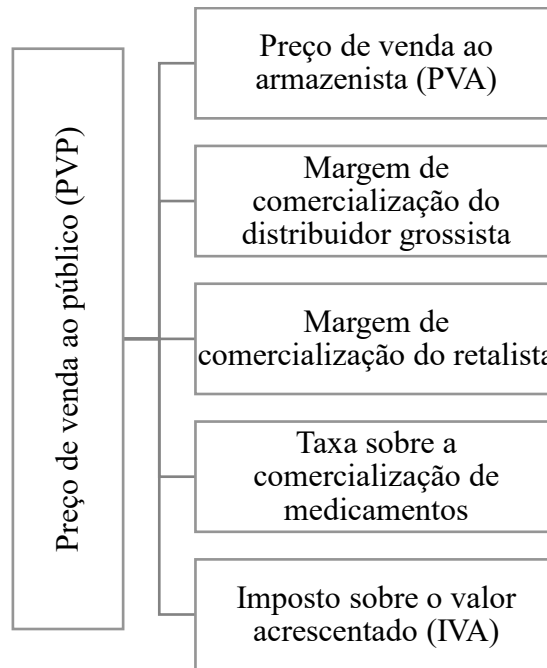 Preço de venda ao público (PVP)
Preço de venda ao
armazenista (PVA)
Margem de
comercialização do
distribuidor grossista
Margem de
comercialização do retalista
Taxa sobre a
comercialização de
medicamentos
Imposto sobre o valor
acrescentado (IVA)